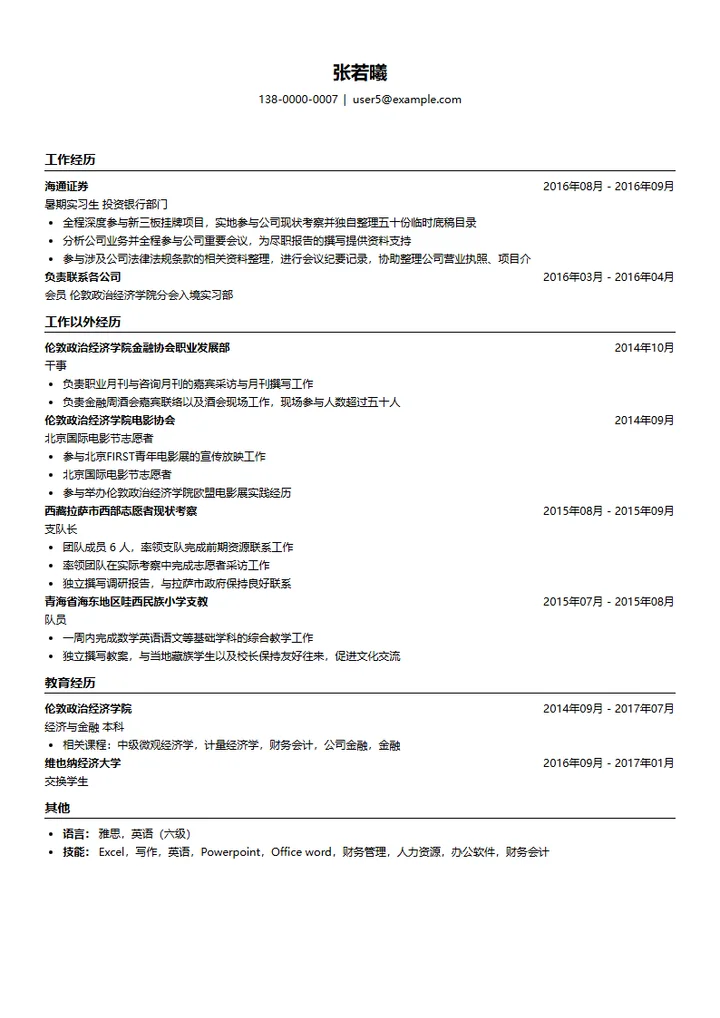 张若曦
138-0000-0007 | user5@example.com
工作经历
海通证券 2016年08月 - 2016年09月
暑期实习生 投资银行部门
• 全程深度参与新三板挂牌项目，实地参与公司现状考察并独自整理五十份临时底稿目录
• 分析公司业务并全程参与公司重要会议，为尽职报告的撰写提供资料支持
• 参与涉及公司法律法规条款的相关资料整理，进行会议纪要记录，协助整理公司营业执照、项目介
负责联系各公司 2016年03月 - 2016年04月
会员 伦敦政治经济学院分会入境实习部
工作以外经历
伦敦政治经济学院金融协会职业发展部 2014年10月
干事
• 负责职业月刊与咨询月刊的嘉宾采访与月刊撰写工作
• 负责金融周酒会嘉宾联络以及酒会现场工作，现场参与人数超过五十人
伦敦政治经济学院电影协会 2014年09月
北京国际电影节志愿者
• 参与北京FIRST青年电影展的宣传放映工作
• 北京国际电影节志愿者
• 参与举办伦敦政治经济学院欧盟电影展实践经历
西藏拉萨市西部志愿者现状考察 2015年08月 - 2015年09月
支队长
• 团队成员 6 人，率领支队完成前期资源联系工作
• 率领团队在实际考察中完成志愿者采访工作
• 独立撰写调研报告，与拉萨市政府保持良好联系
青海省海东地区哇西民族小学支教 2015年07月 - 2015年08月
队员
• 一周内完成数学英语语文等基础学科的综合教学工作
• 独立撰写教案，与当地藏族学生以及校长保持友好往来，促进文化交流
教育经历
伦敦政治经济学院 2014年09月 - 2017年07月
经济与金融 本科
• 相关课程：中级微观经济学，计量经济学，财务会计，公司金融，金融
维也纳经济大学 2016年09月 - 2017年01月
交换学生
其他
• 语言： 雅思，英语（六级）
• 技能： Excel，写作，英语，Powerpoint，Office word，财务管理，人力资源，办公软件，财务会计